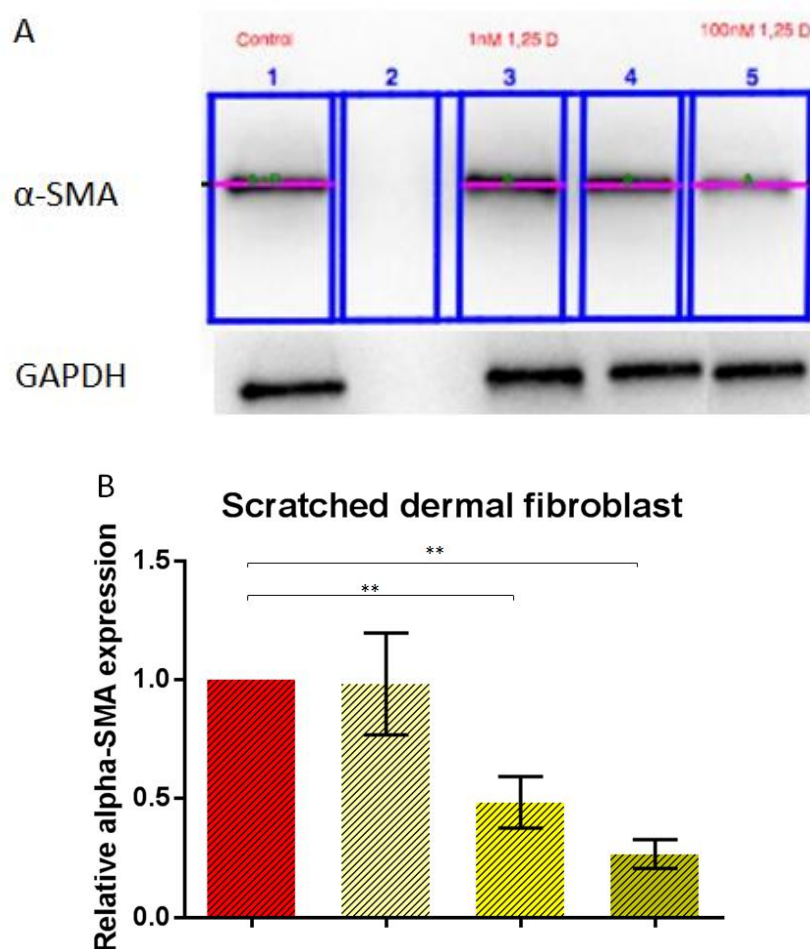 A
Control
1nM 1,25 D
100nM 1,25 D
1
2
3
4
5
α-SMA
GAPDH
B
Scratched dermal fibroblast
Relative alpha-SMA expression
1.5
1.0
0.5
0.0
**
**